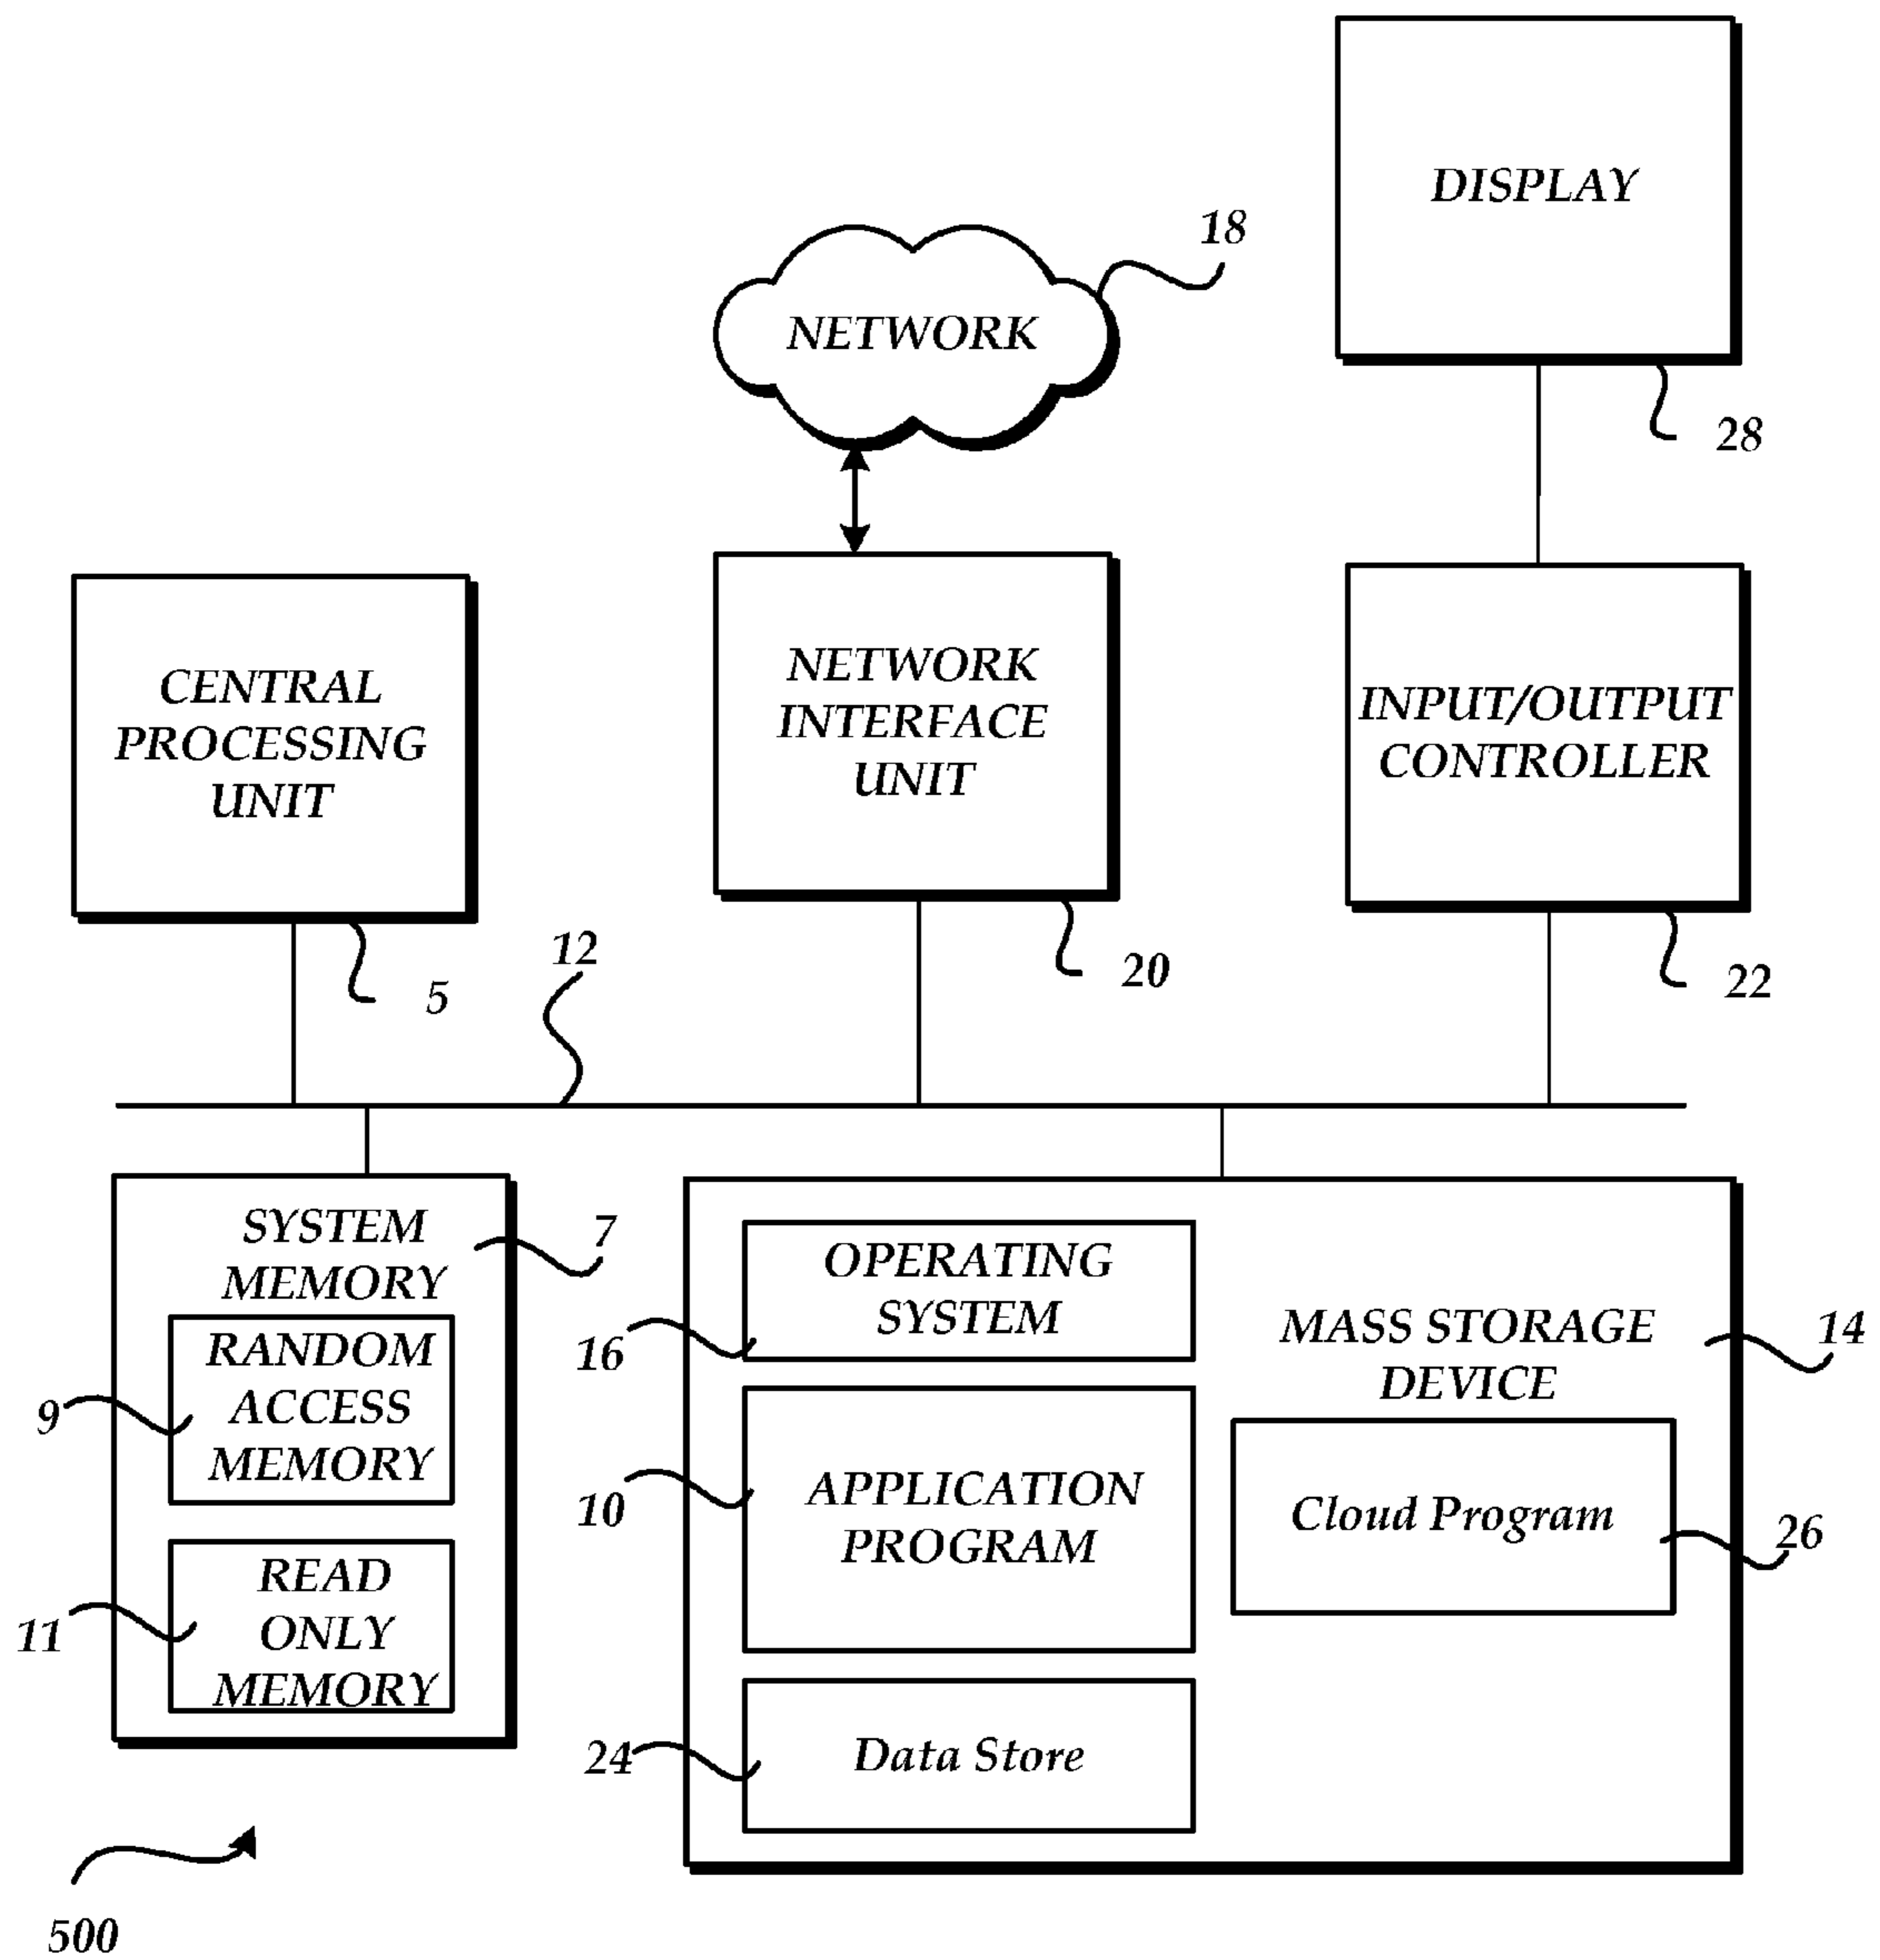 DISPLAY
18
NETWORK
28
CENTRAL
PROCESSING
UNIT
NETWORK
INTERFACE
UNIT
INPUT/OUTPUT
CONTROLLER
12
5
20
22
SYSTEM
MEMORY
7
RANDOM
ACCESS
MEMORY
9
READ
ONLY
MEMORY
11
OPERATING
SYSTEM
16
MASS STORAGE
DEVICE
14
APPLICATION
PROGRAM
10
Cloud Program
26
Data Store
24
500